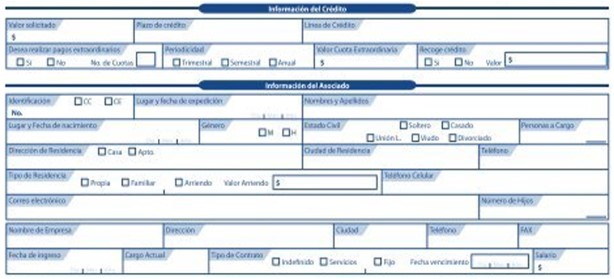 Información del Crédito
Valor solicitado Plazo de crédito Línea de Crédito
$
Desea realizar pagos extraordinarios Periodicidad Valor Cuota Extraordinaria Recoge crédito
Si No No. de Cuotas Trimestral Semestral Anual $ Si No Valor $
Información del Asociado
Identificación CC CE Lugar y fecha de expedición Nombres y Apellidos
No.
Lugar y Fecha de nacimiento Género M H Estado Civil Soltero Casado Personas a Cargo
Unión L. Viudo Divorciado
Dirección de Residencia Casa Apto. Ciudad de Residencia Teléfono
Tipo de Residencia Propia Familiar Arriendo Valor Arriendo $ Teléfono Celular
Correo electrónico Número de Hijos
Nombre de Empresa Dirección Ciudad Teléfono FAX
Fecha de ingreso Cargo Actual Tipo de Contrato Indefinido Servicios Fijo Fecha vencimiento Salario
$